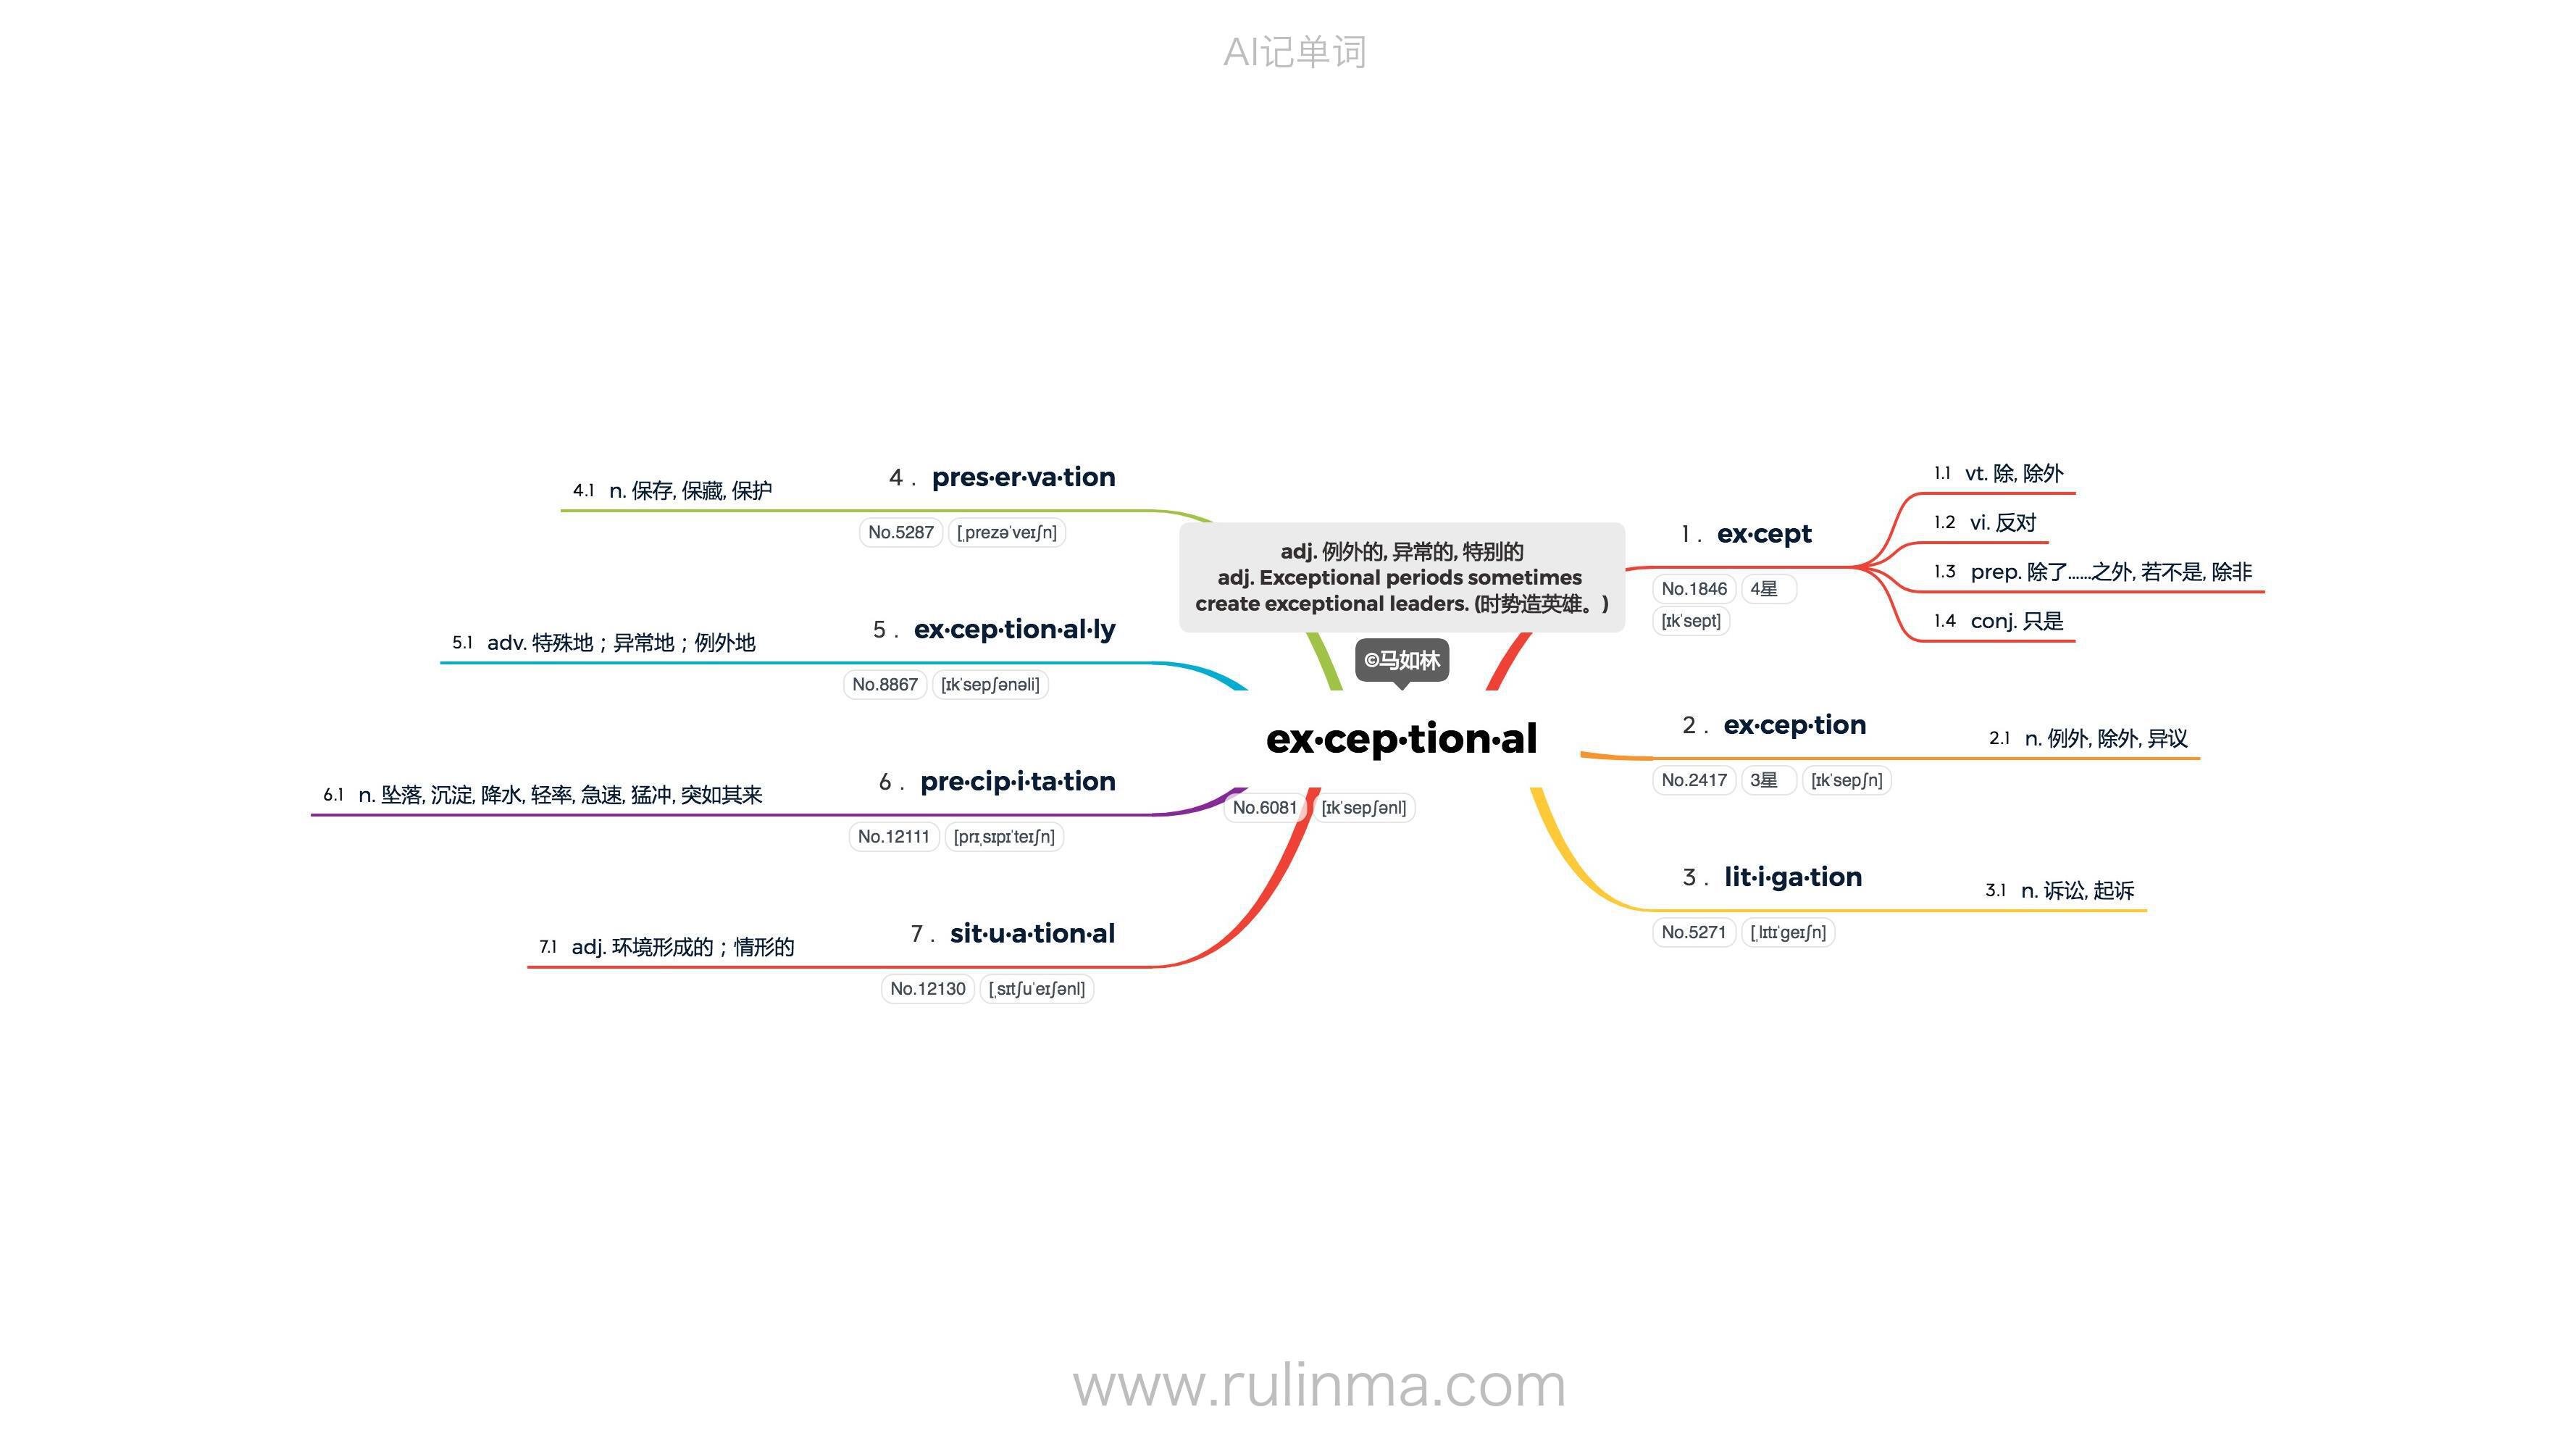 AI记单词
adj. 例外的, 异常的, 特别的
adj. Exceptional periods sometimes
create exceptional leaders. (时势造英雄。)
©马如林
ex·cep·tion·al
No.6081 [ɪkˈsepʃənl]
1. ex·cept
No.1846 4星
[ɪkˈsept]
1.1 vt. 除, 除外
1.2 vi. 反对
1.3 prep. 除了……之外, 若不是, 除非
1.4 conj. 只是
2. ex·cep·tion
No.2417 3星 [ɪkˈsepʃn]
2.1 n. 例外, 除外, 异议
3. lit·i·ga·tion
No.5271 [ˌlɪtɪˈɡeɪʃn]
3.1 n. 诉讼, 起诉
4. pres·er·va·tion
No.5287 [ˌprezəˈveɪʃn]
4.1 n. 保存, 保藏, 保护
5. ex·cep·tion·al·ly
No.8867 [ɪkˈsepʃənəli]
5.1 adv. 特殊地；异常地；例外地
6. pre·cip·i·ta·tion
No.12111 [prɪˌsɪpɪˈteɪʃn]
6.1 n. 坠落, 沉淀, 降水, 轻率, 急速, 猛冲, 突如其来
7. sit·u·a·tion·al
No.12130 [ˌsɪtʃuˈeɪʃənl]
7.1 adj. 环境形成的；情形的
www.rulinma.com